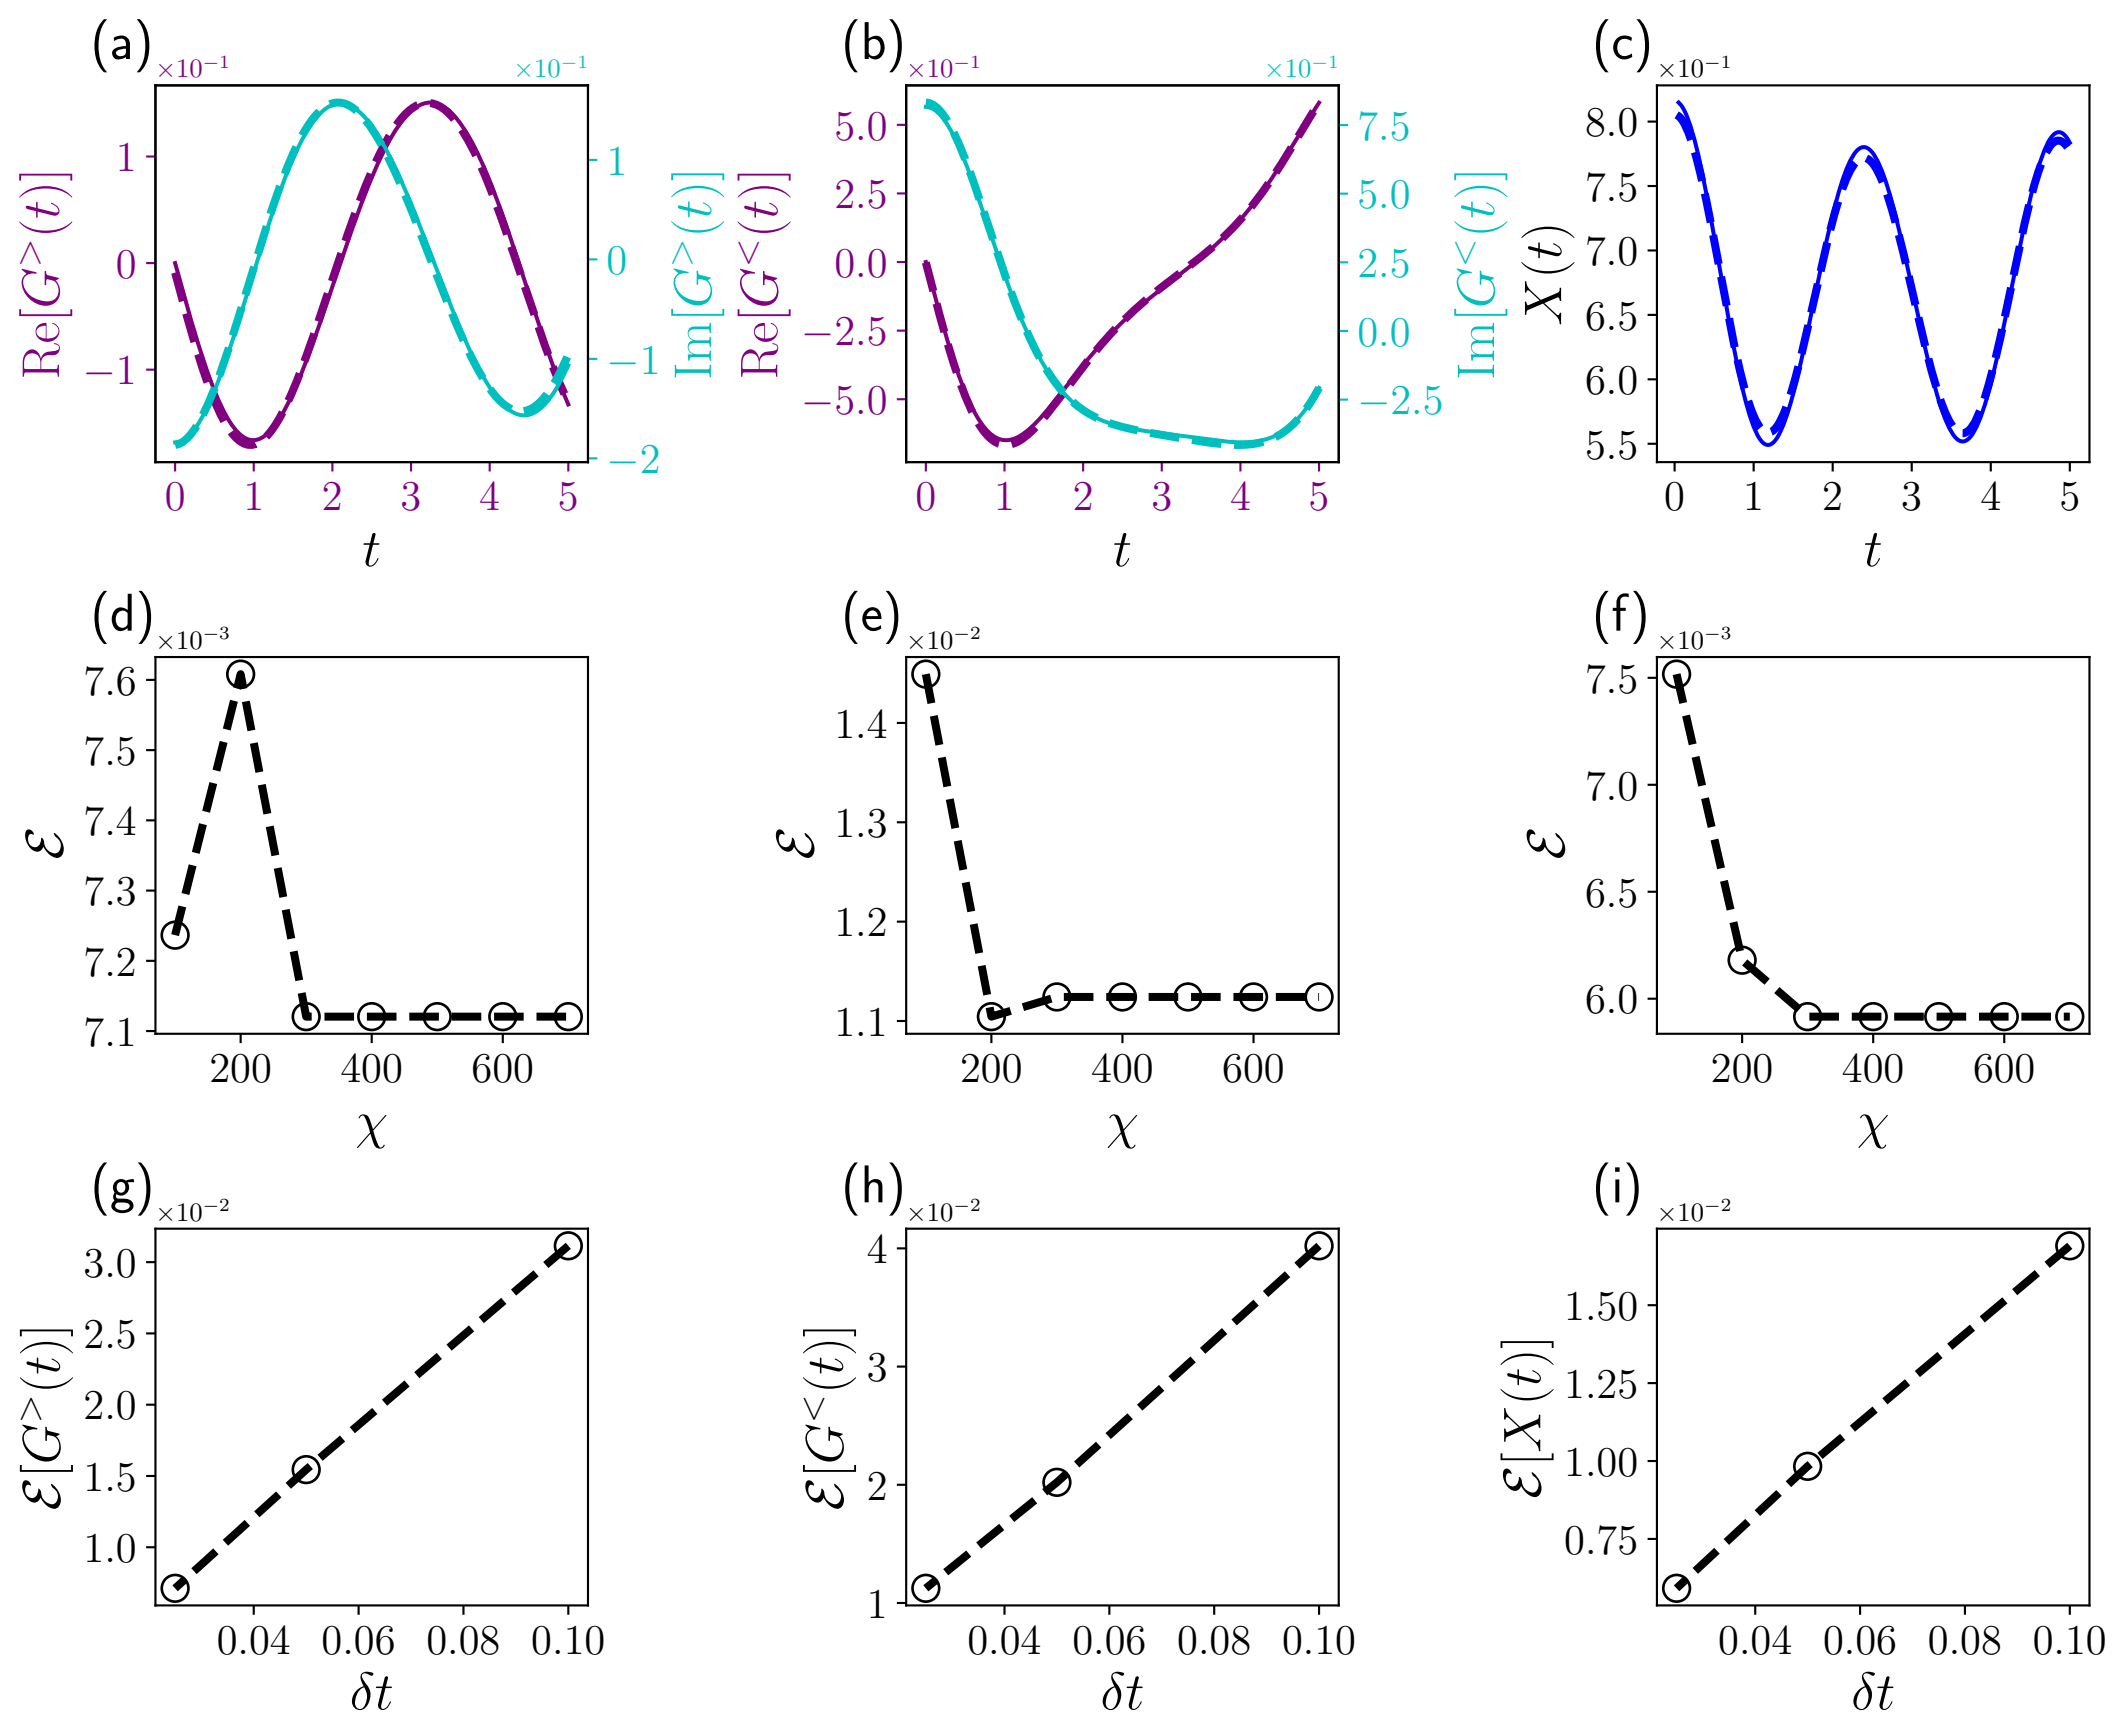 (a)
×10⁻¹
×10⁻¹
Re[G^>(t)]
1
0
−1
1
0
−1
−2
Im[G^>(t)]
0 1 2 3 4 5
t
(b)
×10⁻¹
×10⁻¹
Re[G^<(t)]
5.0
2.5
0.0
−2.5
−5.0
7.5
5.0
2.5
0.0
−2.5
Im[G^<(t)]
0 1 2 3 4 5
t
(c)
×10⁻¹
X(t)
8.0
7.5
7.0
6.5
6.0
5.5
0 1 2 3 4 5
t
(d)
×10⁻³
ℰ
7.6
7.5
7.4
7.3
7.2
7.1
200 400 600
χ
(e)
×10⁻²
ℰ
1.4
1.3
1.2
1.1
200 400 600
χ
(f)
×10⁻³
ℰ
7.5
7.0
6.5
6.0
200 400 600
χ
(g)
×10⁻²
ℰ[G^>(t)]
3.0
2.5
2.0
1.5
1.0
0.04 0.06 0.08 0.10
δt
(h)
×10⁻²
ℰ[G^<(t)]
4
3
2
1
0.04 0.06 0.08 0.10
δt
(i)
×10⁻²
ℰ[X(t)]
1.50
1.25
1.00
0.75
0.04 0.06 0.08 0.10
δt